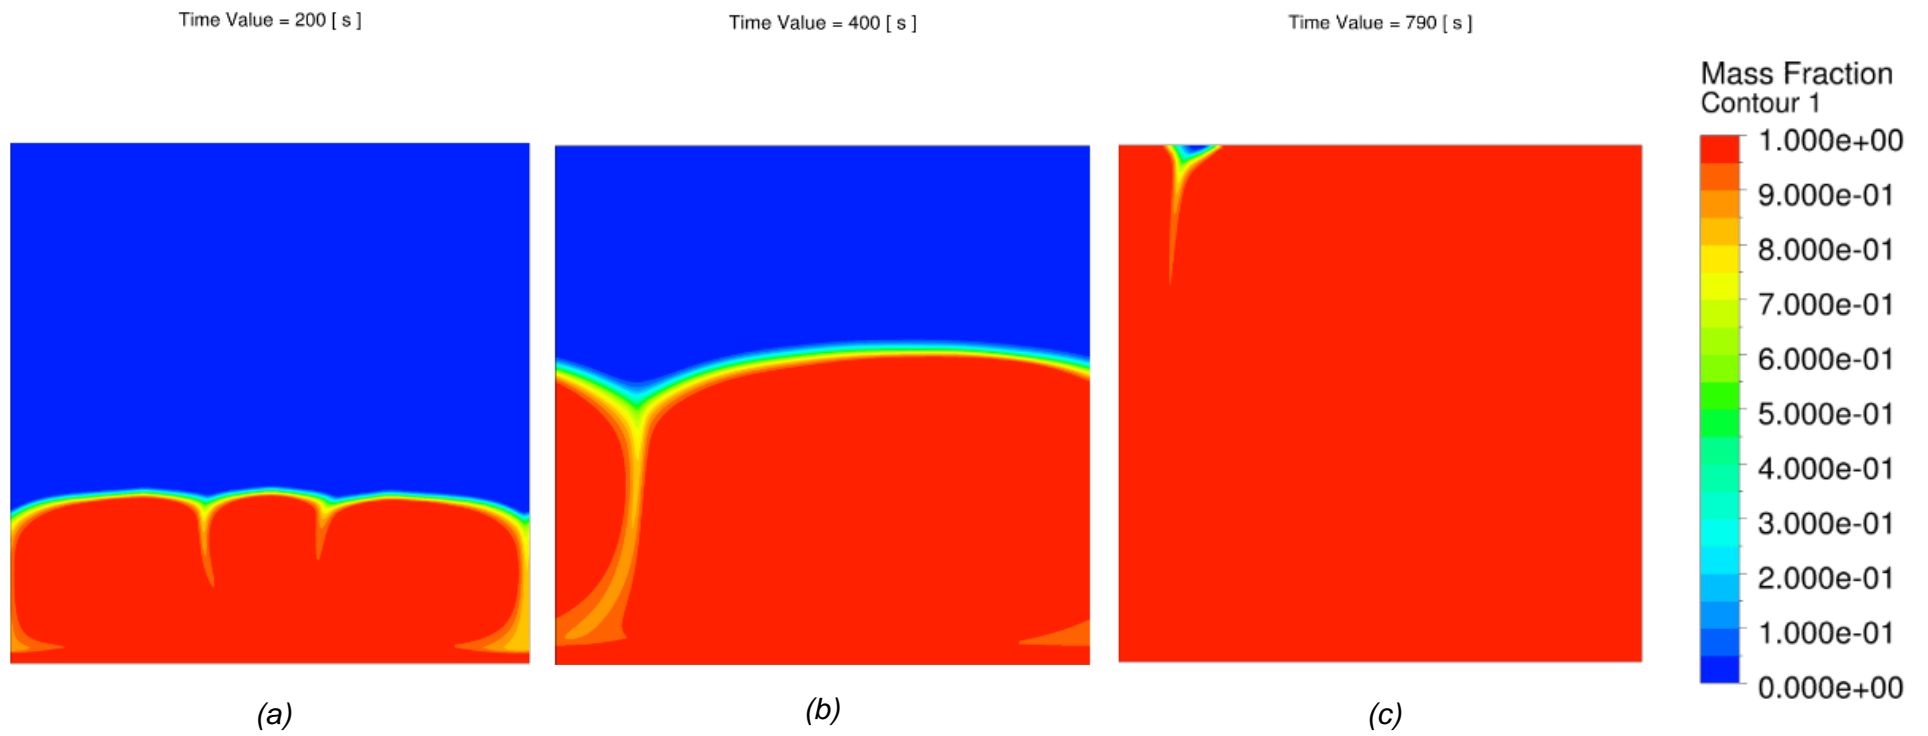 Time Value = 200 [ s ]
Time Value = 400 [ s ]
Time Value = 790 [ s ]
Mass Fraction
Contour 1
1.000e+00
9.000e-01
8.000e-01
7.000e-01
6.000e-01
5.000e-01
4.000e-01
3.000e-01
2.000e-01
1.000e-01
0.000e+00
(a)
(b)
(c)